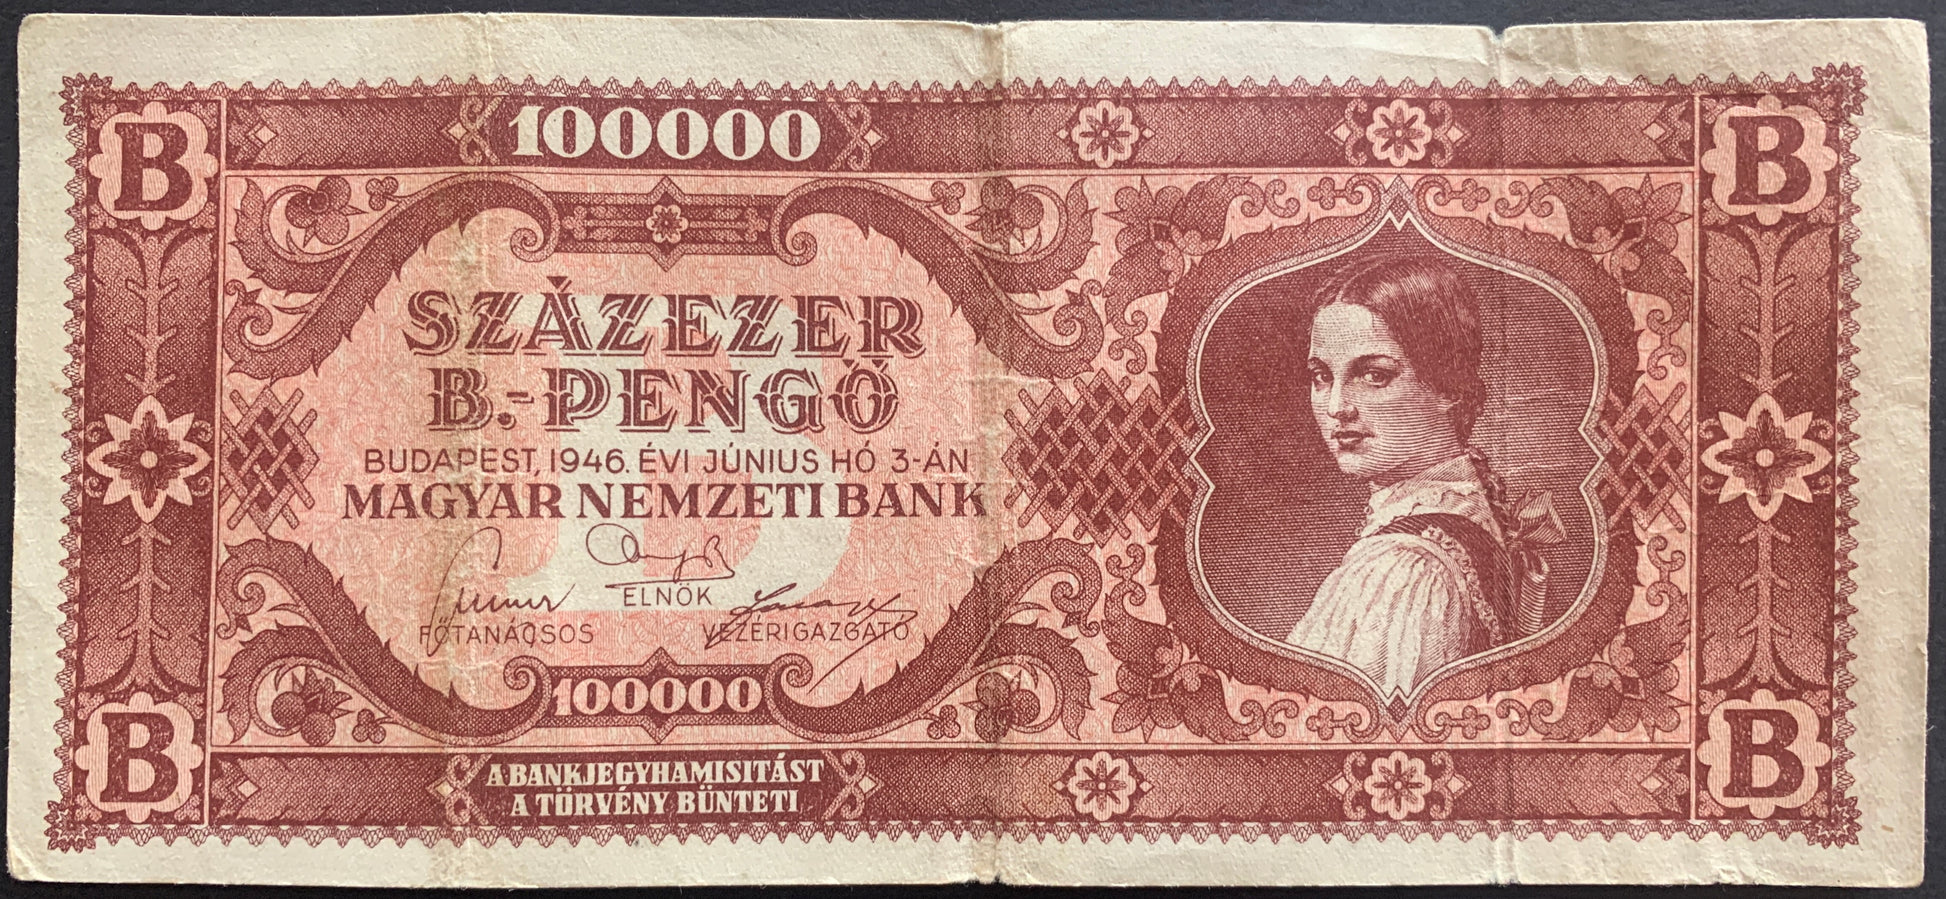 B 100000 B
SZÁZEZER
B.-PENGŐ
BUDAPEST, 1946. ÉVI JÚNIUS HÓ 3-ÁN
MAGYAR NEMZETI BANK
ELNÖK
FŐTANÁCSOS VEZÉRIGAZGATÓ
100000
B A BANKJEGYHAMISITÁST B
A TÖRVÉNY BÜNTETI